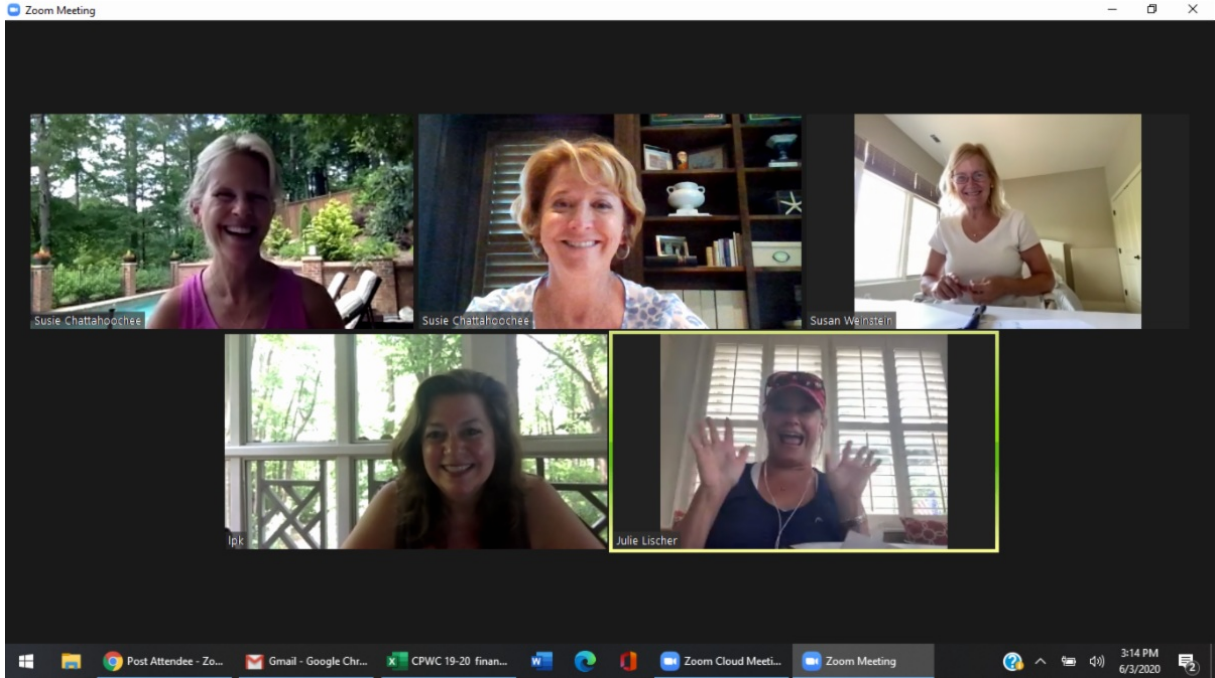 Zoom Meeting
Susie Chattahoochee
Susie Chattahoochee
Susan Weinstein
lpk
Julie Lischer
Post Attendee - Zo...
Gmail - Google Chr...
CPWC 19-20 finan...
Zoom Cloud Meeti...
Zoom Meeting
3:14 PM
6/3/2020
2